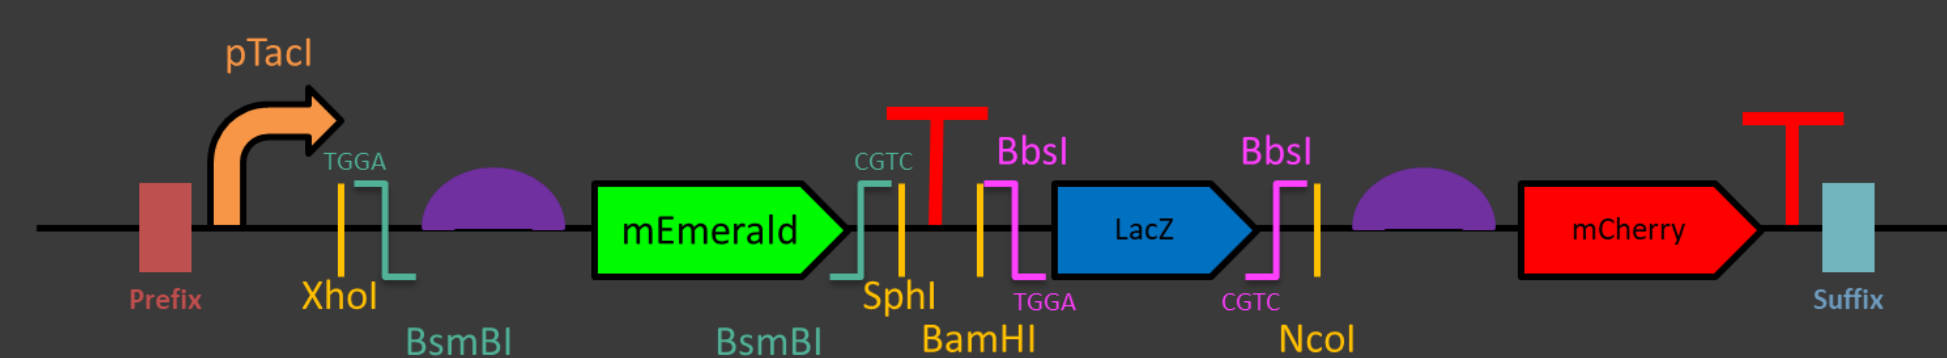 pTacI
TGGA
CGTC
BbsI
BbsI
mEmerald
LacZ
mCherry
Prefix
XhoI
SphI
TGGA
CGTC
Suffix
BsmBI
BsmBI
BamHI
NcoI